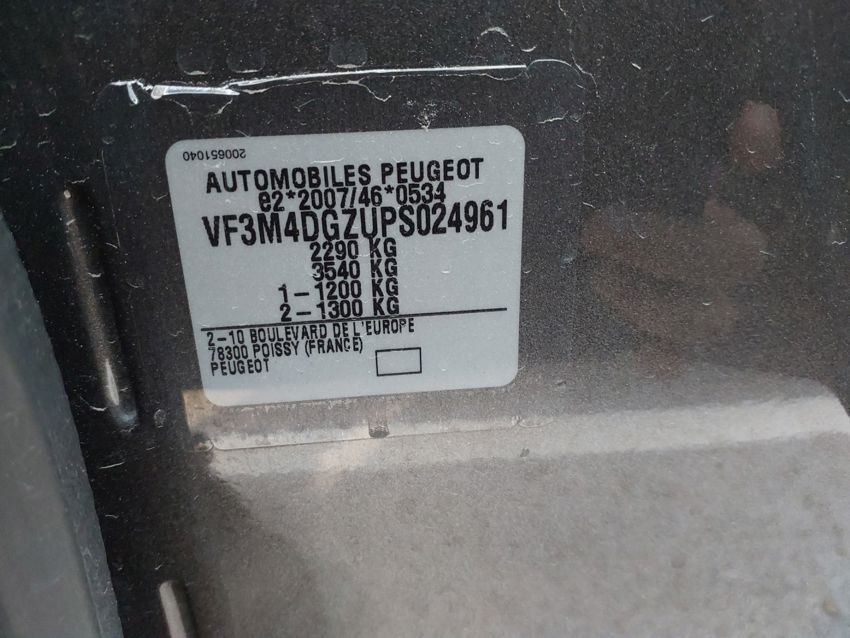 200651040
AUTOMOBILES PEUGEOT
e2*2007/46*0534
VF3M4DGZUPS024961
2290 KG
3540 KG
1-1200 KG
2-1300 KG
2-10 BOULEVARD DE L'EUROPE
78300 POISSY (FRANCE)
PEUGEOT